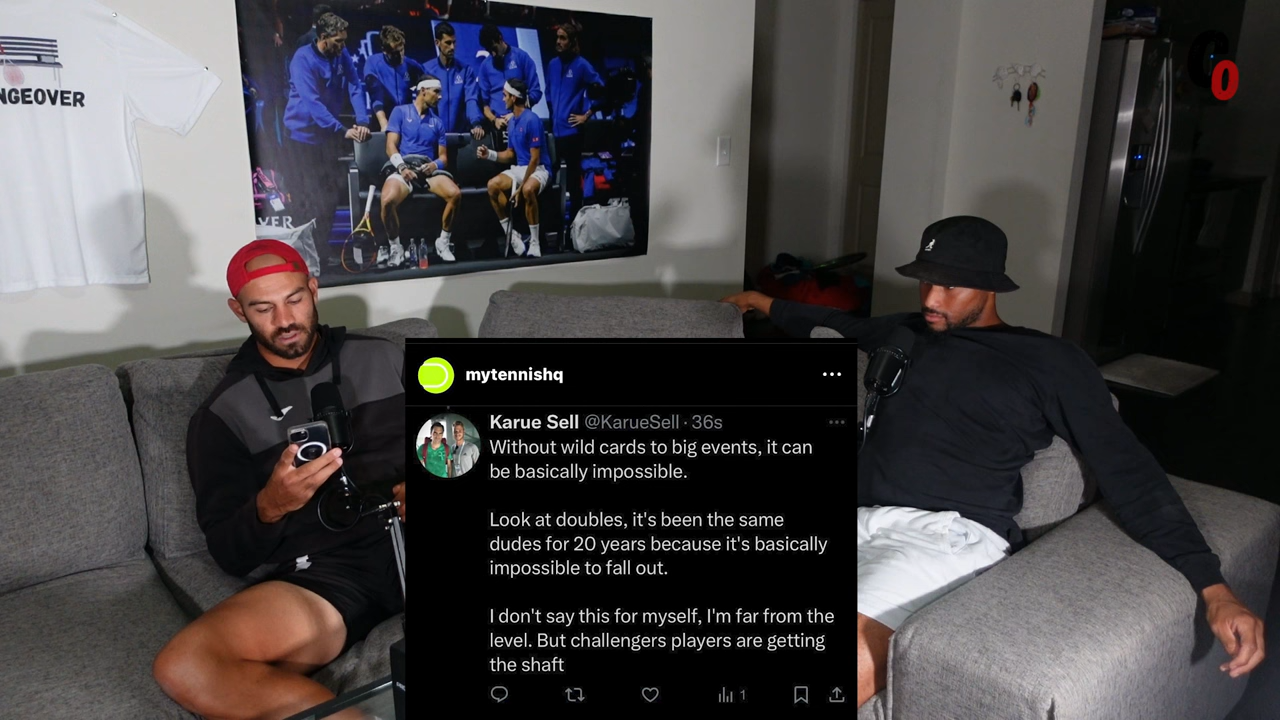 NGEOVER
VER
0
0
mytennishq
Karue Sell @KarueSell · 36s
Without wild cards to big events, it can
be basically impossible.
Look at doubles, it's been the same
dudes for 20 years because it's basically
impossible to fall out.
I don't say this for myself, I'm far from the
level. But challengers players are getting
the shaft
1